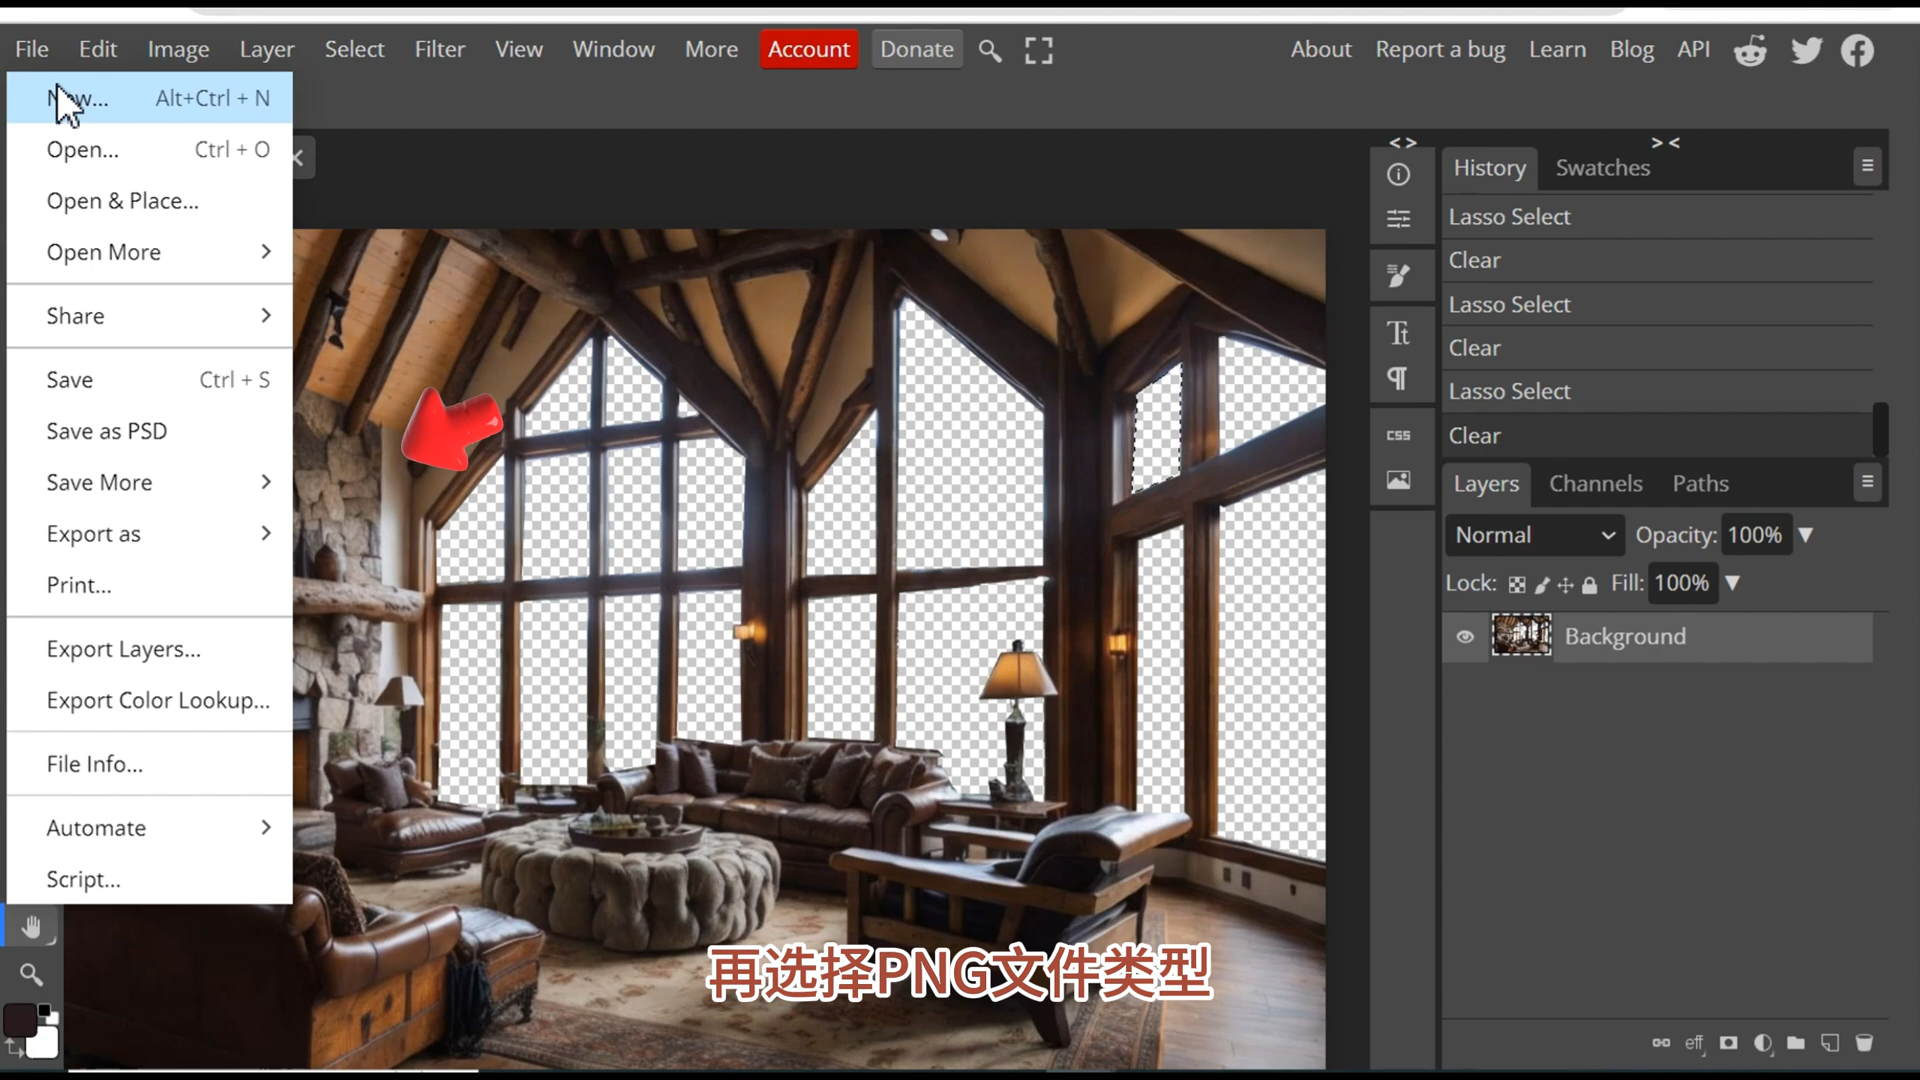 File Edit Image Layer Select Filter View Window More Account Donate About Report a bug Learn Blog API
New... Alt+Ctrl + N
Open... Ctrl + O
Open & Place...
Open More
Share
Save Ctrl + S
Save as PSD
Save More
Export as
Print...
Export Layers...
Export Color Lookup...
File Info...
Automate
Script...
History Swatches
Lasso Select
Clear
Lasso Select
Clear
Lasso Select
Clear
CSS
Layers Channels Paths
Normal Opacity: 100%
Lock: Fill: 100%
Background
eff
再选择PNG文件类型